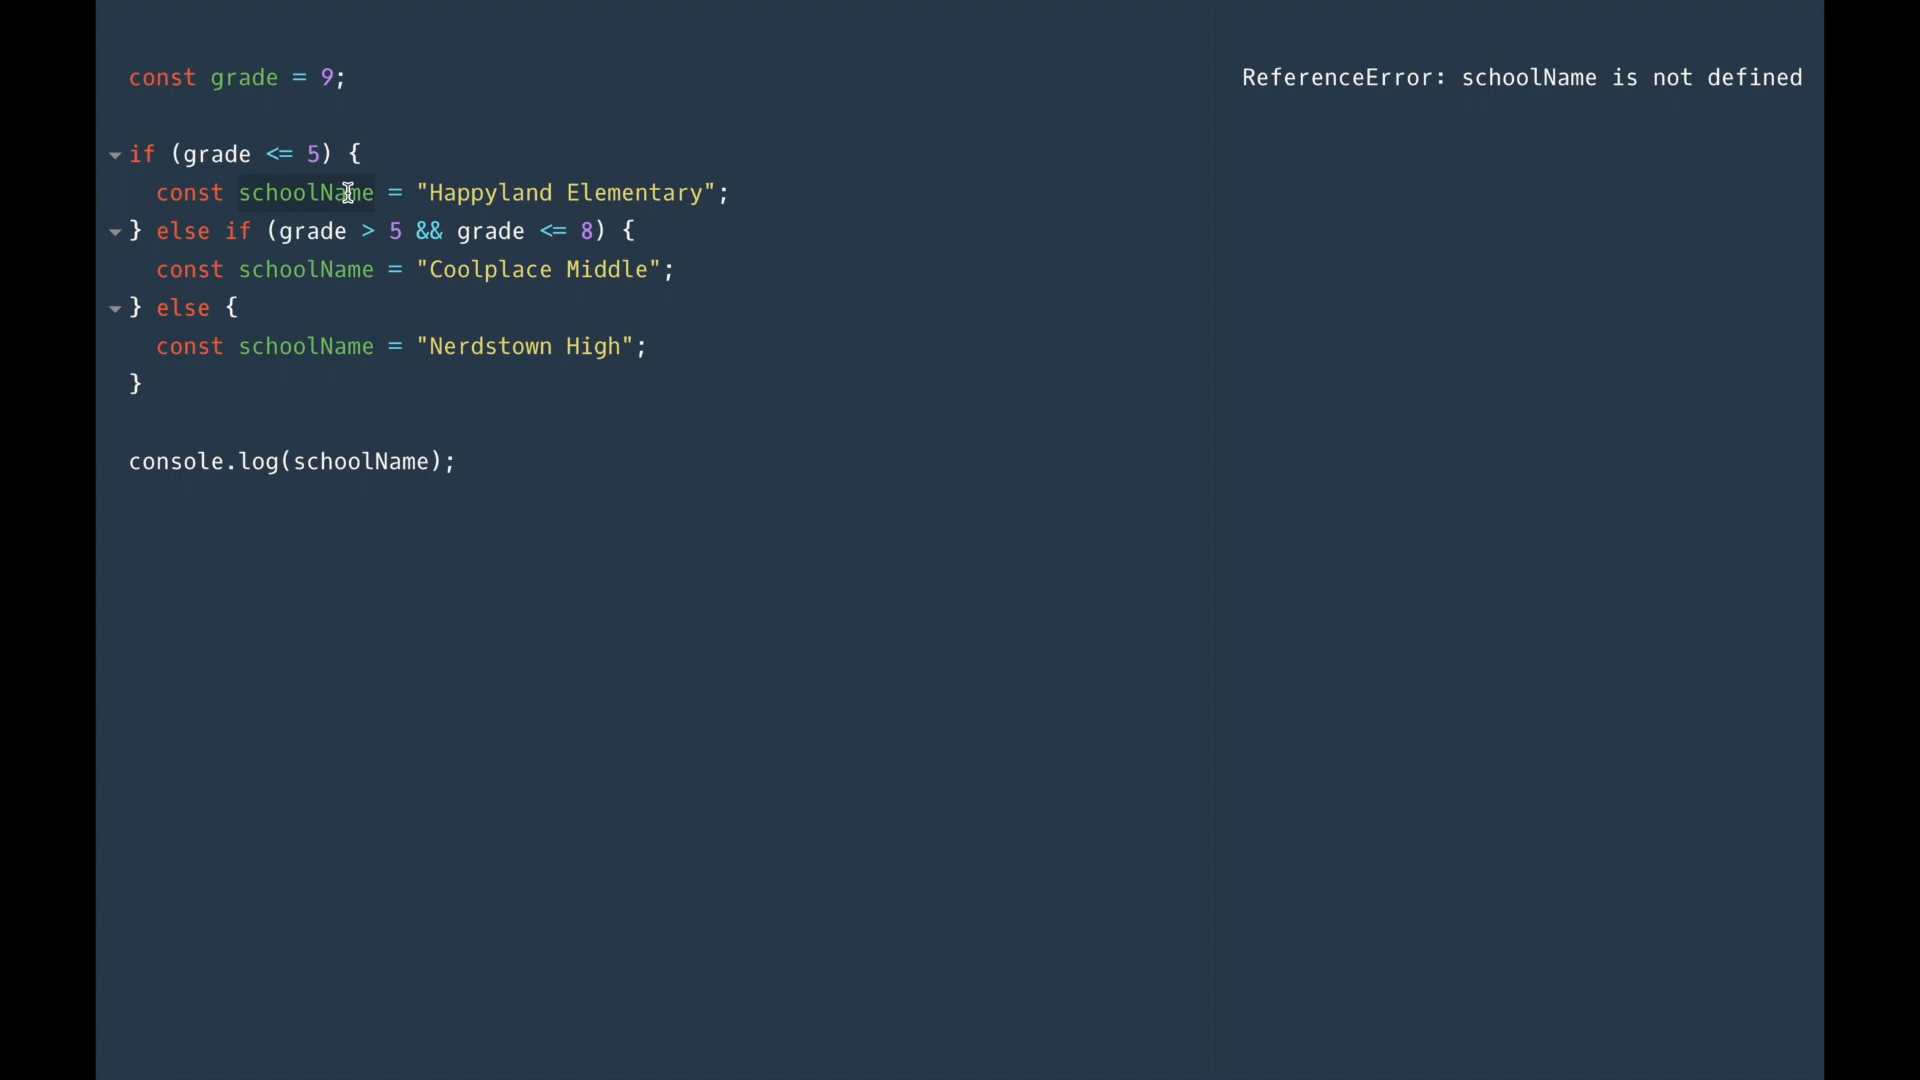 const grade = 9;
if (grade <= 5) {
const schoolName = "Happyland Elementary";
} else if (grade > 5 && grade <= 8) {
const schoolName = "Coolplace Middle";
} else {
const schoolName = "Nerdstown High";
}
console.log(schoolName);
ReferenceError: schoolName is not defined